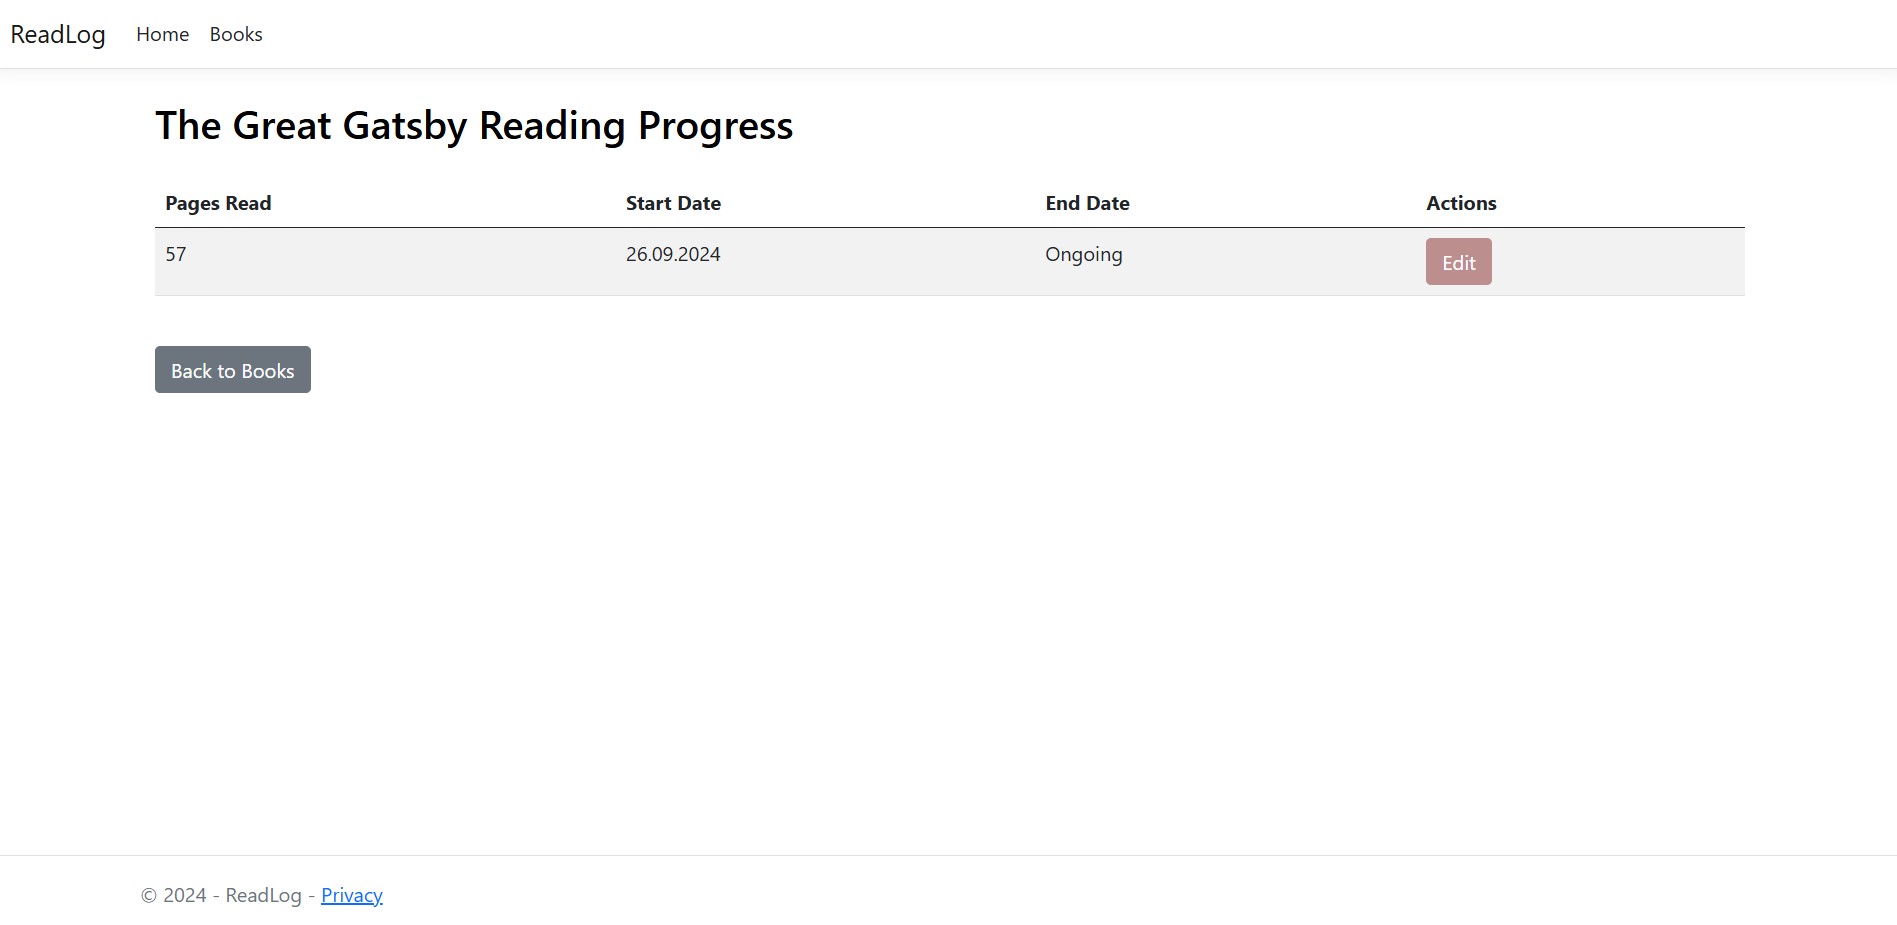 ReadLog Home Books
The Great Gatsby Reading Progress
Pages Read Start Date End Date Actions
57 26.09.2024 Ongoing Edit
Back to Books
© 2024 - ReadLog - Privacy